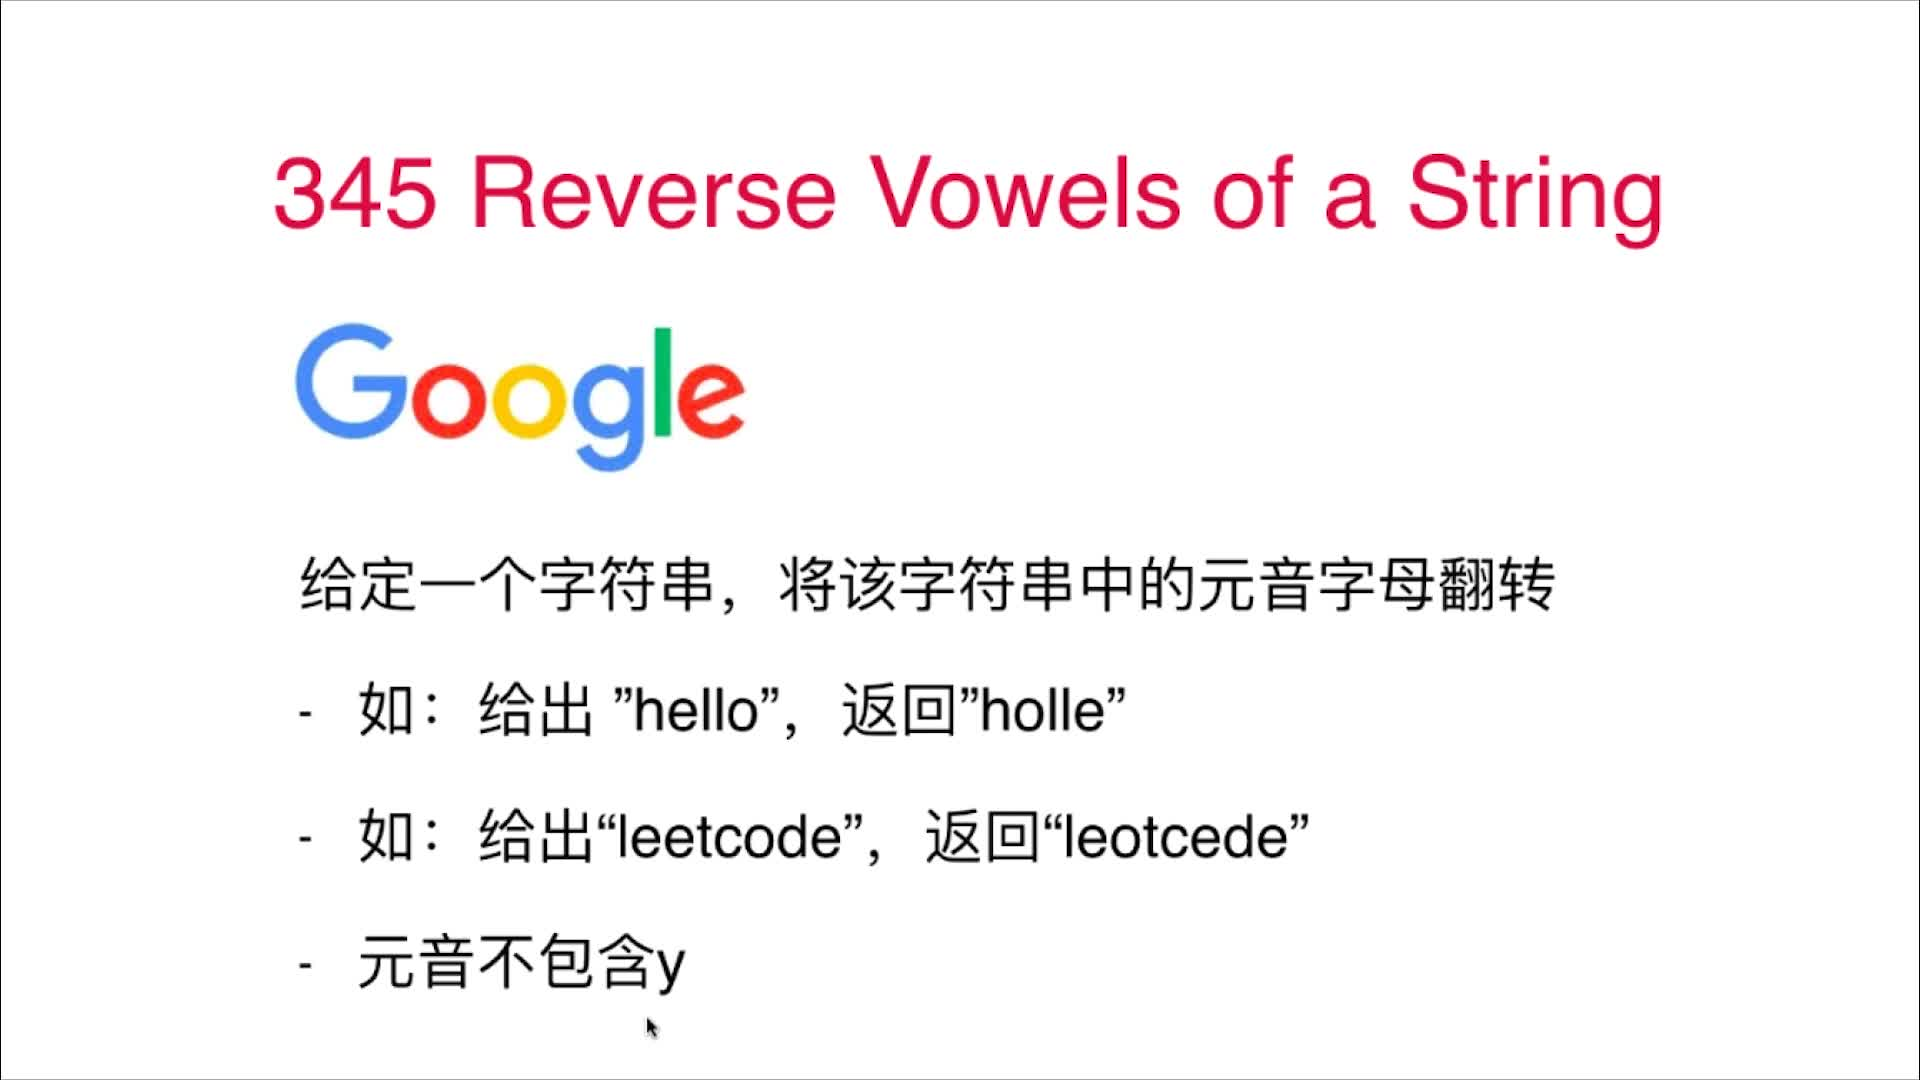 345 Reverse Vowels of a String
Google
给定一个字符串，将该字符串中的元音字母翻转
- 如：给出 ”hello”，返回”holle”
- 如：给出“leetcode”，返回“leotcede”
- 元音不包含y